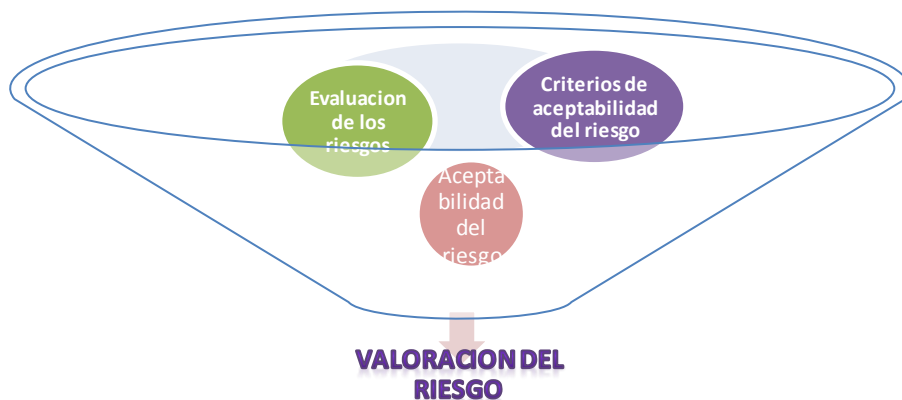 Evaluacion
de los
riesgos
Criterios de
aceptabilidad
del riesgo
Acepta
bilidad
del
riesgo
VALORACION DEL
RIESGO